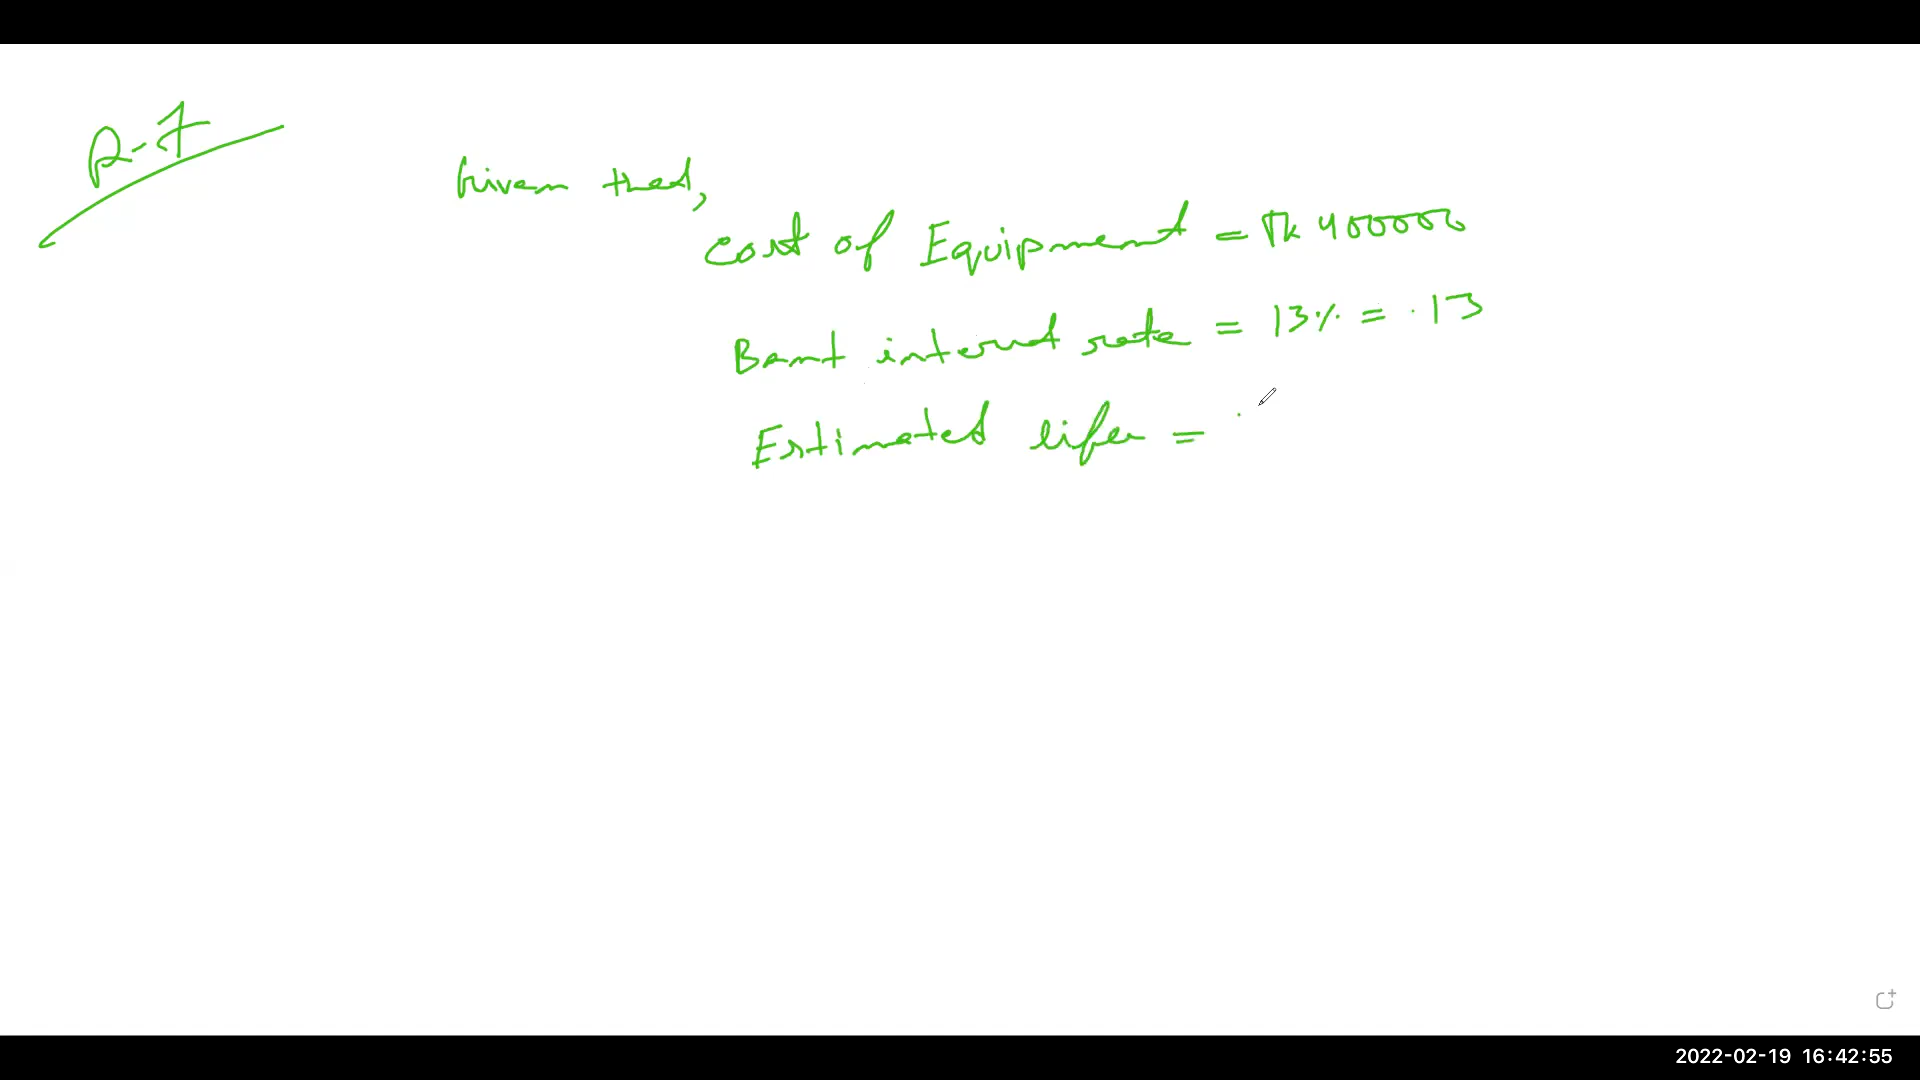 P-7
Given that,
Cost of Equipment = Tk 400000
Bank interest rate = 13% = .13
Estimated life =
2022-02-19 16:42:55